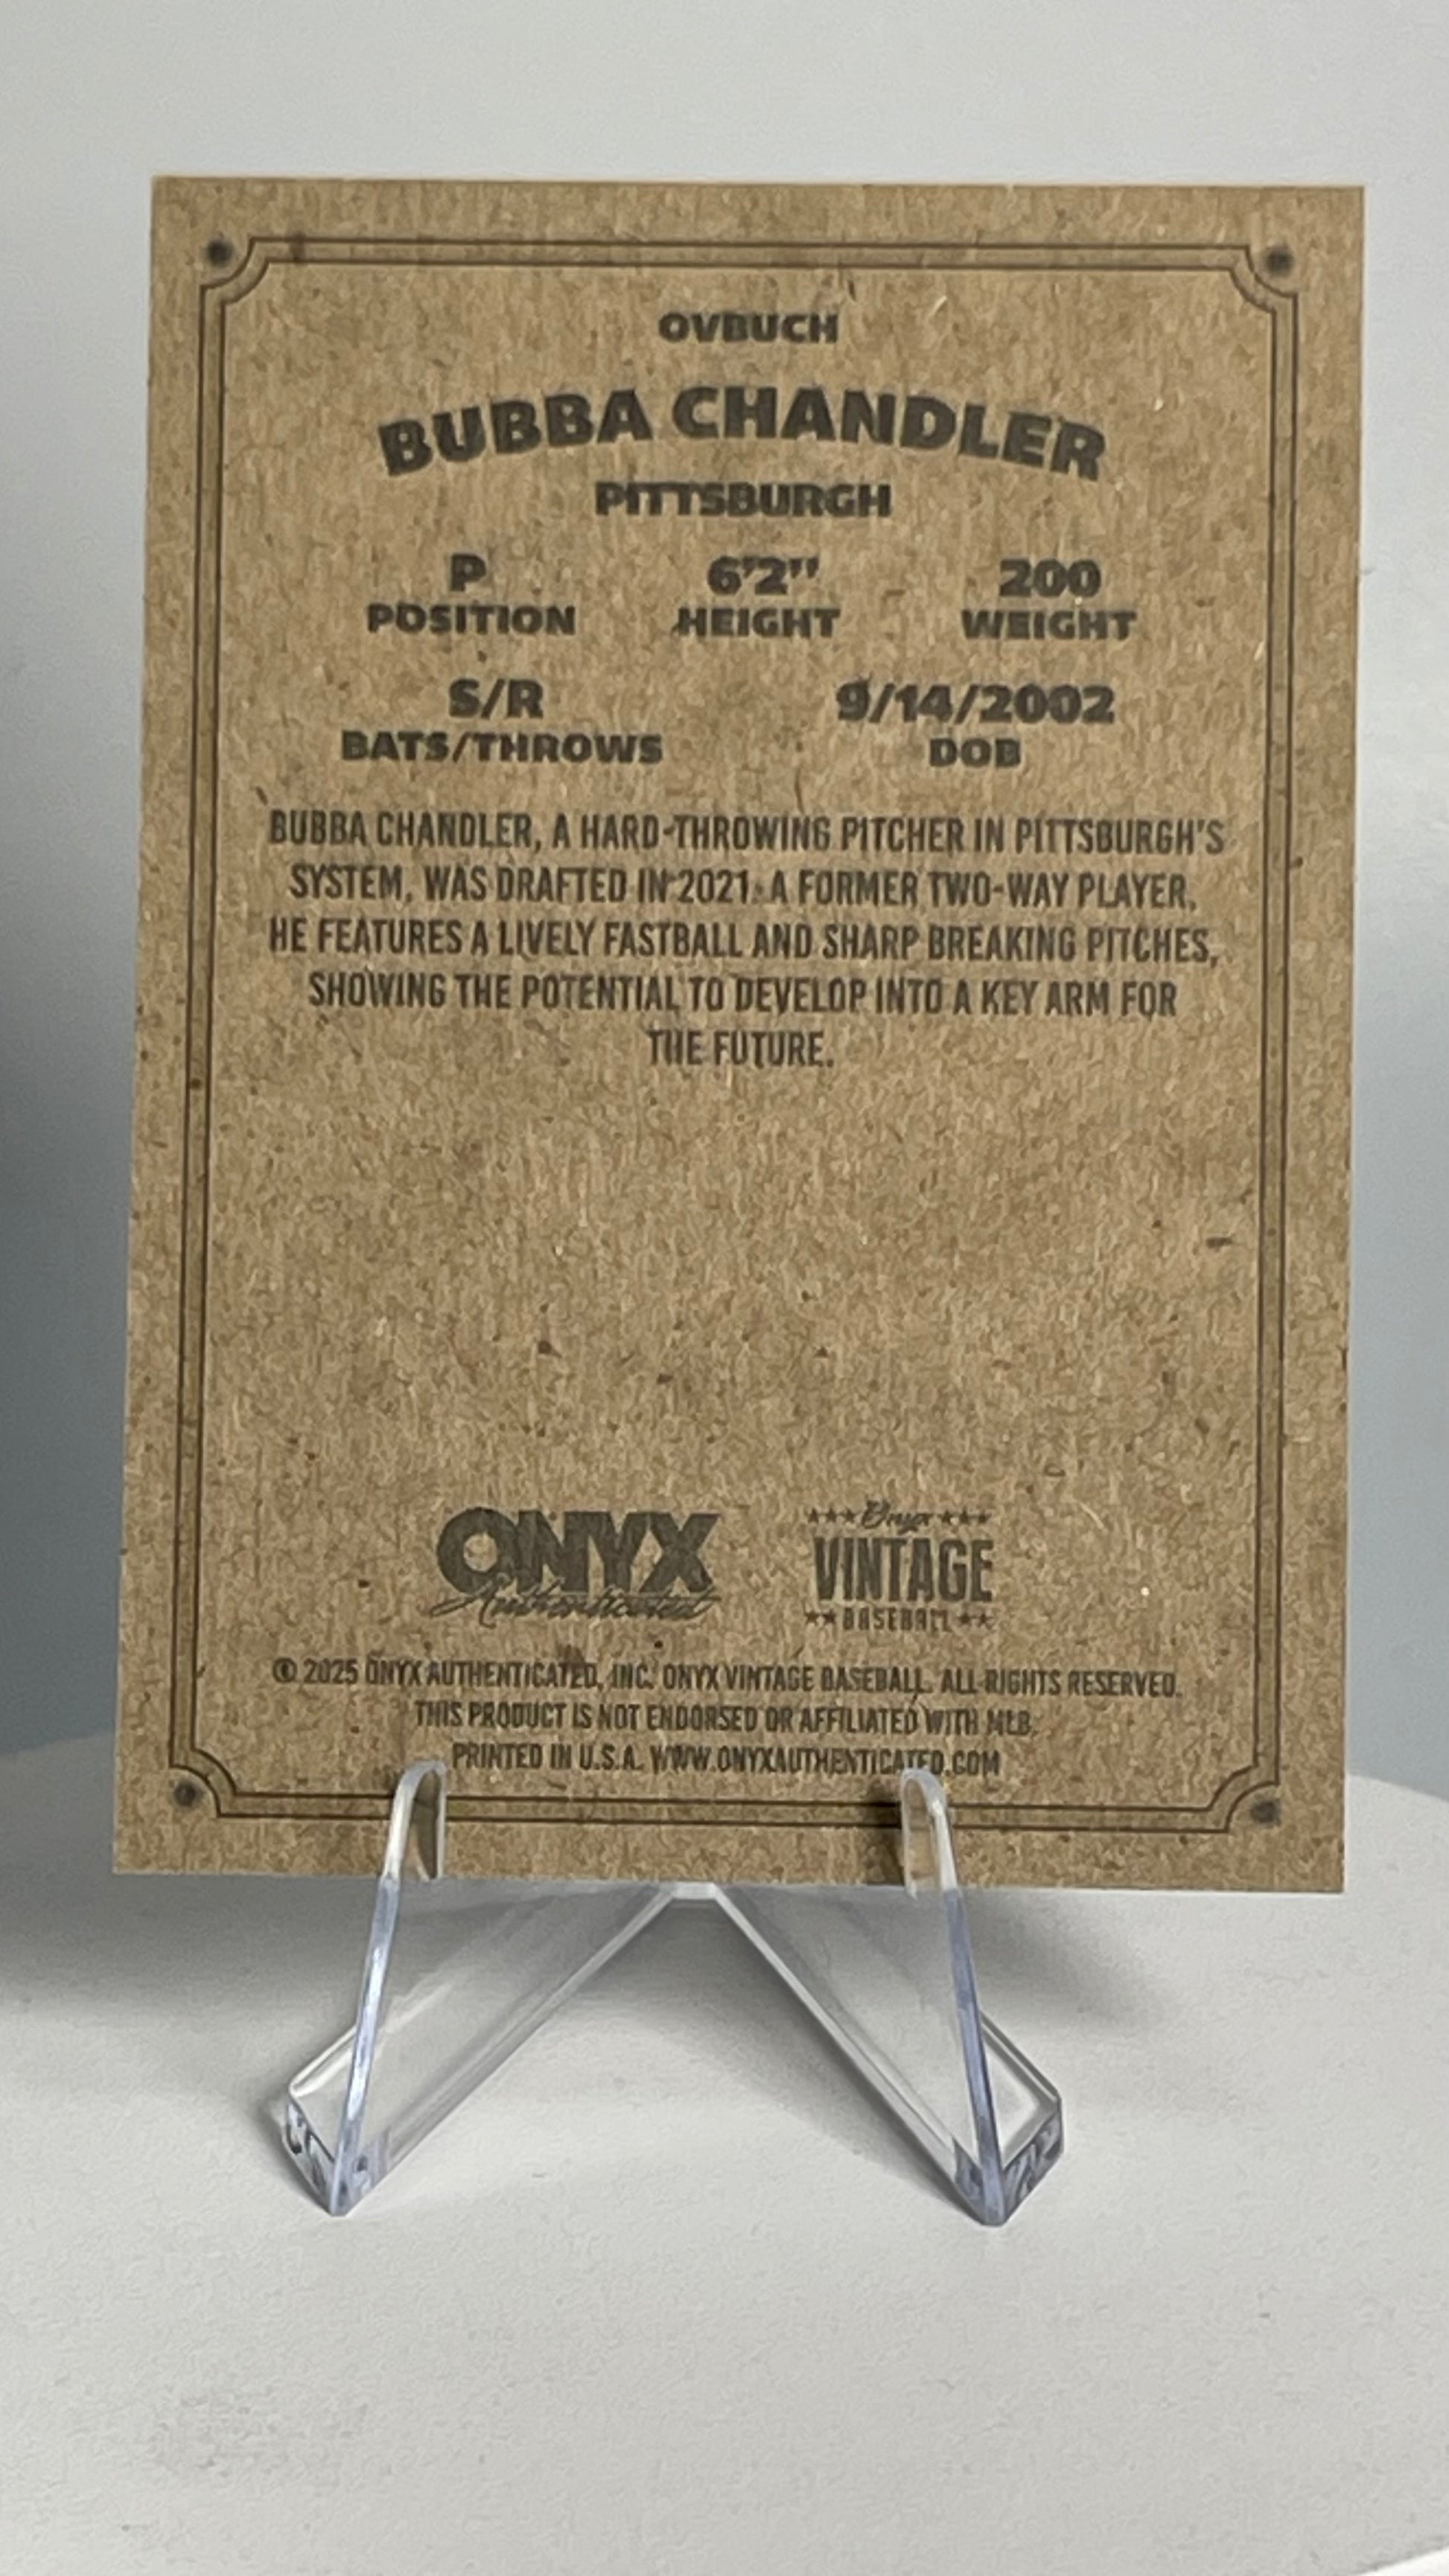 OVBUCH
BUBBA CHANDLER
PITTSBURGH
P 6'2" 200
POSITION HEIGHT WEIGHT
S/R 9/14/2002
BATS/THROWS DOB
BUBBA CHANDLER, A HARD-THROWING PITCHER IN PITTSBURGH'S
SYSTEM, WAS DRAFTED IN 2021. A FORMER TWO-WAY PLAYER,
HE FEATURES A LIVELY FASTBALL AND SHARP BREAKING PITCHES,
SHOWING THE POTENTIAL TO DEVELOP INTO A KEY ARM FOR
THE FUTURE.
ONYX
Authenticated
Onyx
VINTAGE
BASEBALL
© 2025 ONYX AUTHENTICATED, INC. ONYX VINTAGE BASEBALL. ALL RIGHTS RESERVED.
THIS PRODUCT IS NOT ENDORSED OR AFFILIATED WITH MLB.
PRINTED IN U.S.A. WWW.ONYXAUTHENTICATED.COM